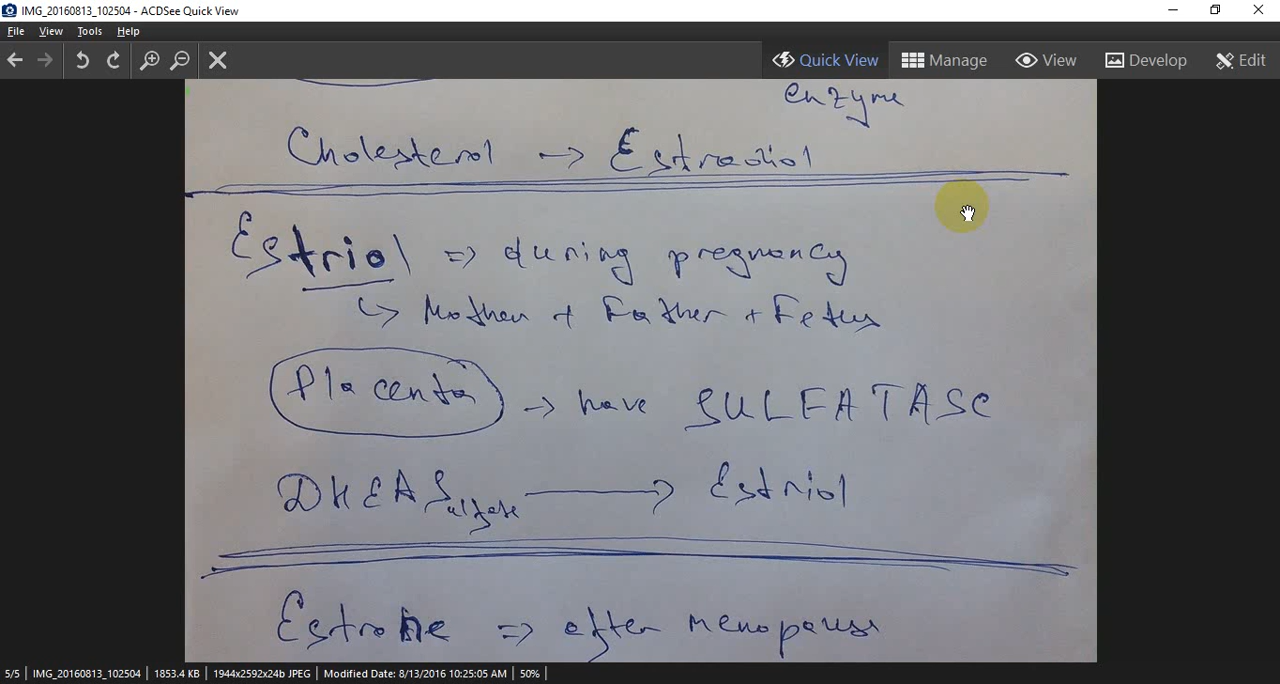 IMG_20160813_102504 - ACDSee Quick View
File View Tools Help
Quick View Manage View Develop Edit
enzyme
Cholesterol → Estradiol
Estriol ⇒ during pregnancy
↳ Mother + Father + Fetus
Placenta → have SULFATASE
DHEA Sulfate → Estriol
Estrone ⇒ after menopause
5/5 IMG_20160813_102504 1853.4 KB 1944x2592x24b JPEG Modified Date: 8/13/2016 10:25:05 AM 50%